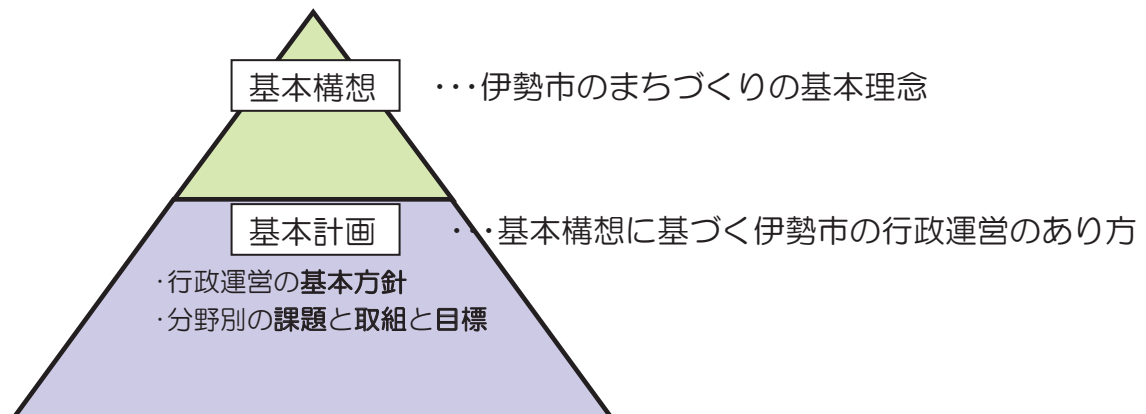 基本構想 ・・・伊勢市のまちづくりの基本理念
基本計画 ・・・基本構想に基づく伊勢市の行政運営のあり方
・行政運営の基本方針
・分野別の課題と取組と目標